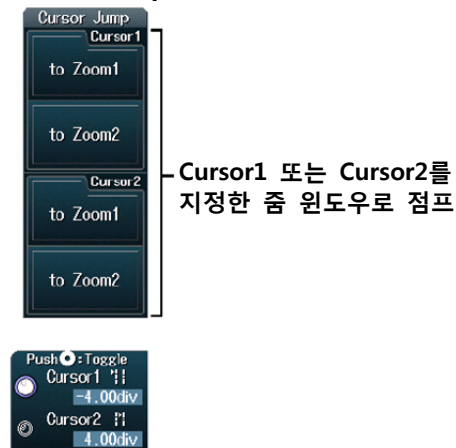 Cursor Jump
Cursor1
to Zoom1
to Zoom2
Cursor2
to Zoom1
to Zoom2
Cursor1 또는 Cursor2를
지정한 줌 윈도우로 점프
Push :Toggle
Cursor1
-4.00div
Cursor2
4.00div